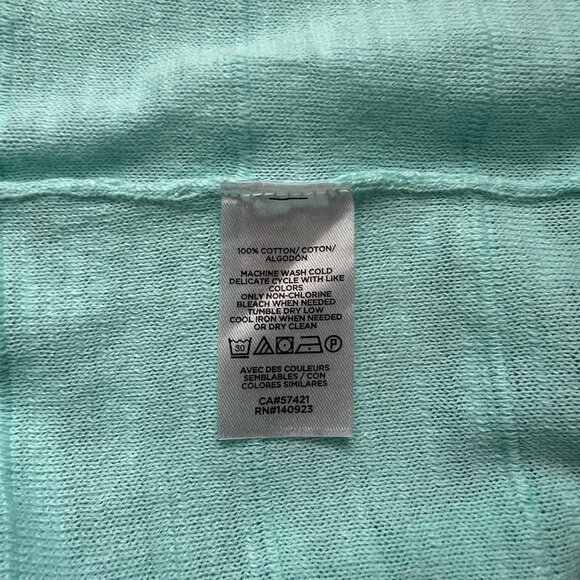 100% COTTON/ COTON/
ALGODÓN
MACHINE WASH COLD
DELICATE CYCLE WITH LIKE
COLORS
ONLY NON-CHLORINE
BLEACH WHEN NEEDED
TUMBLE DRY LOW
COOL IRON WHEN NEEDED
OR DRY CLEAN
30 P
AVEC DES COULEURS
SEMBLABLES / CON
COLORES SIMILARES
CA#57421
RN#140923